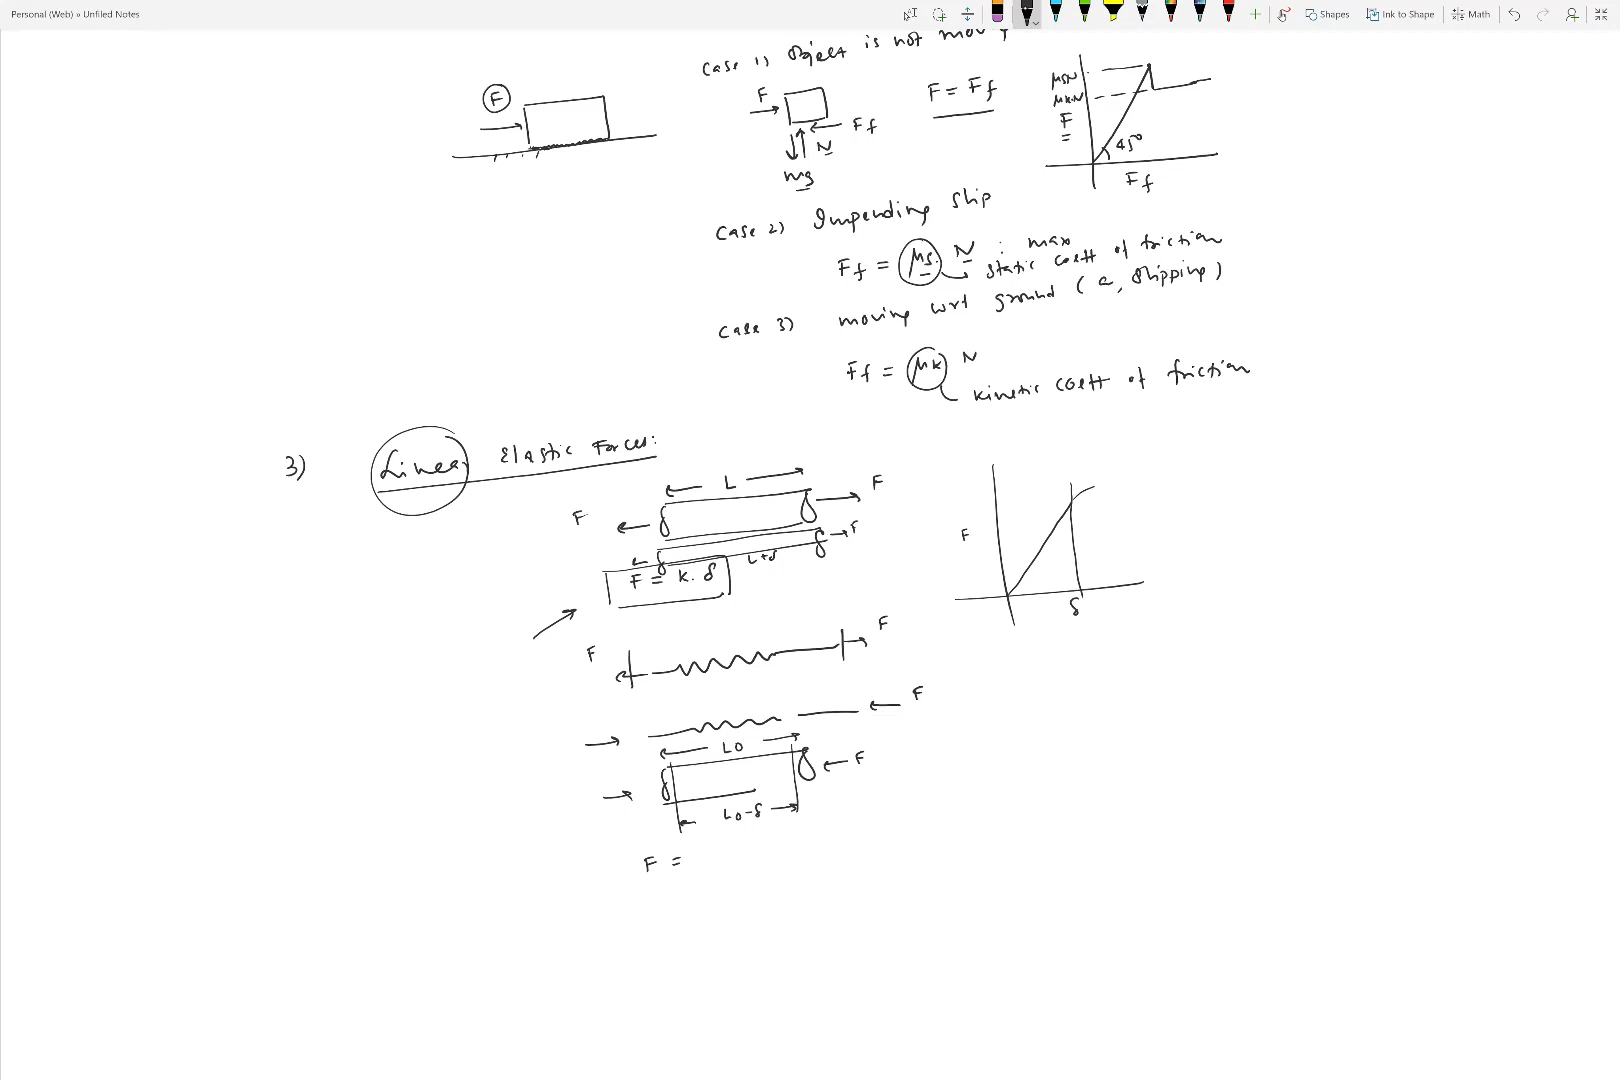 Personal (Web) » Unfiled Notes
Shapes Ink to Shape Math
Case 1) Object is not mov
F
F
Ff
N
mg
F = Ff
μsN
μkN
F
45°
Ff
Case 2) Impending slip
Ff = μs N : max
static coeff of friction
Case 3) moving wrt ground (a, slipping)
Ff = μk N
kinetic coeff of friction
3) Linear Elastic Forces:
L
F
F
F
L+δ
F = k. δ
F
δ
F
F
F
L0
F
L0-δ
F =